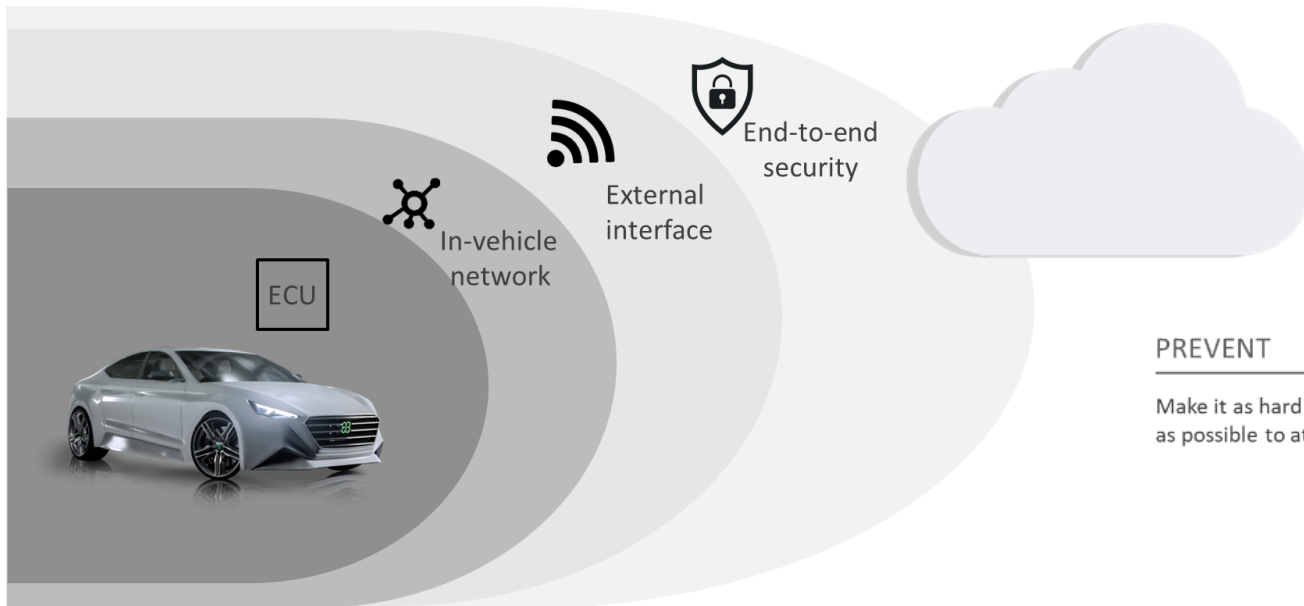 End-to-end
security
External
interface
In-vehicle
network
ECU
PREVENT
Make it as hard
as possible to